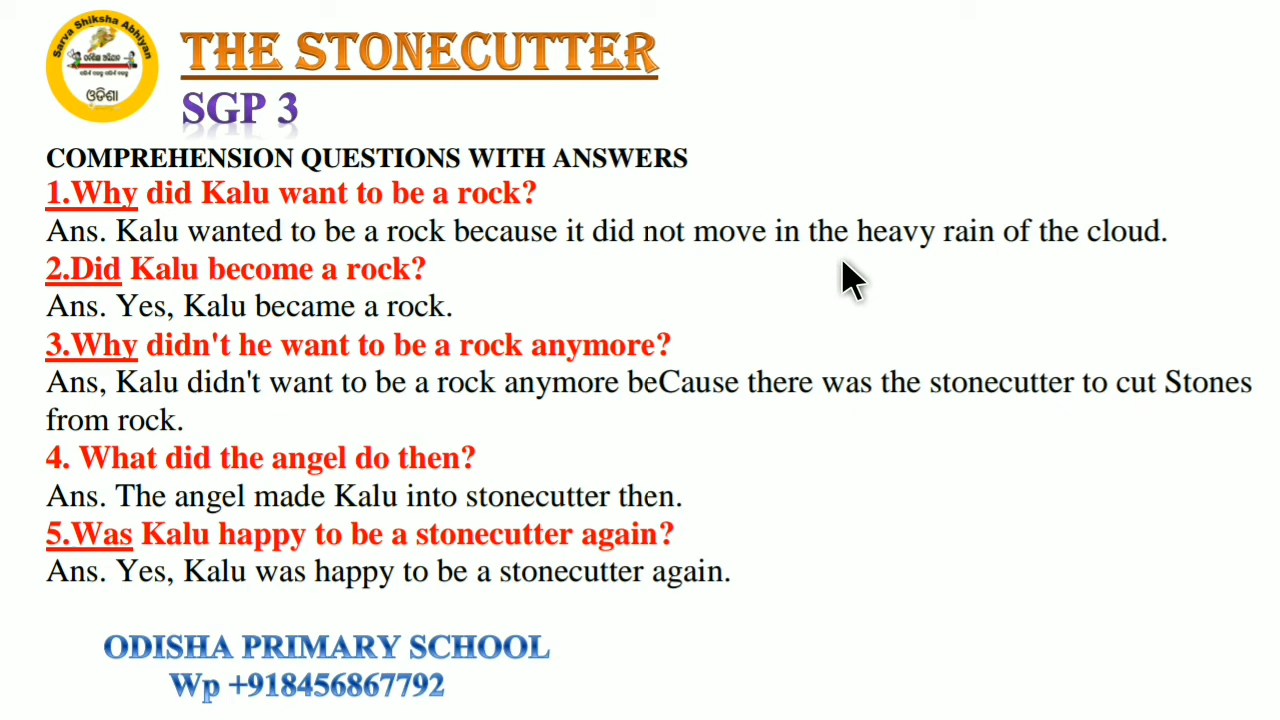 Sarva Shiksha Abhiyan
ଓଡ଼ିଶା
THE STONECUTTER
SGP 3
COMPREHENSION QUESTIONS WITH ANSWERS
1.Why did Kalu want to be a rock?
Ans. Kalu wanted to be a rock because it did not move in the heavy rain of the cloud.
2.Did Kalu become a rock?
Ans. Yes, Kalu became a rock.
3.Why didn't he want to be a rock anymore?
Ans, Kalu didn't want to be a rock anymore beCause there was the stonecutter to cut Stones
from rock.
4. What did the angel do then?
Ans. The angel made Kalu into stonecutter then.
5.Was Kalu happy to be a stonecutter again?
Ans. Yes, Kalu was happy to be a stonecutter again.
ODISHA PRIMARY SCHOOL
Wp +918456867792